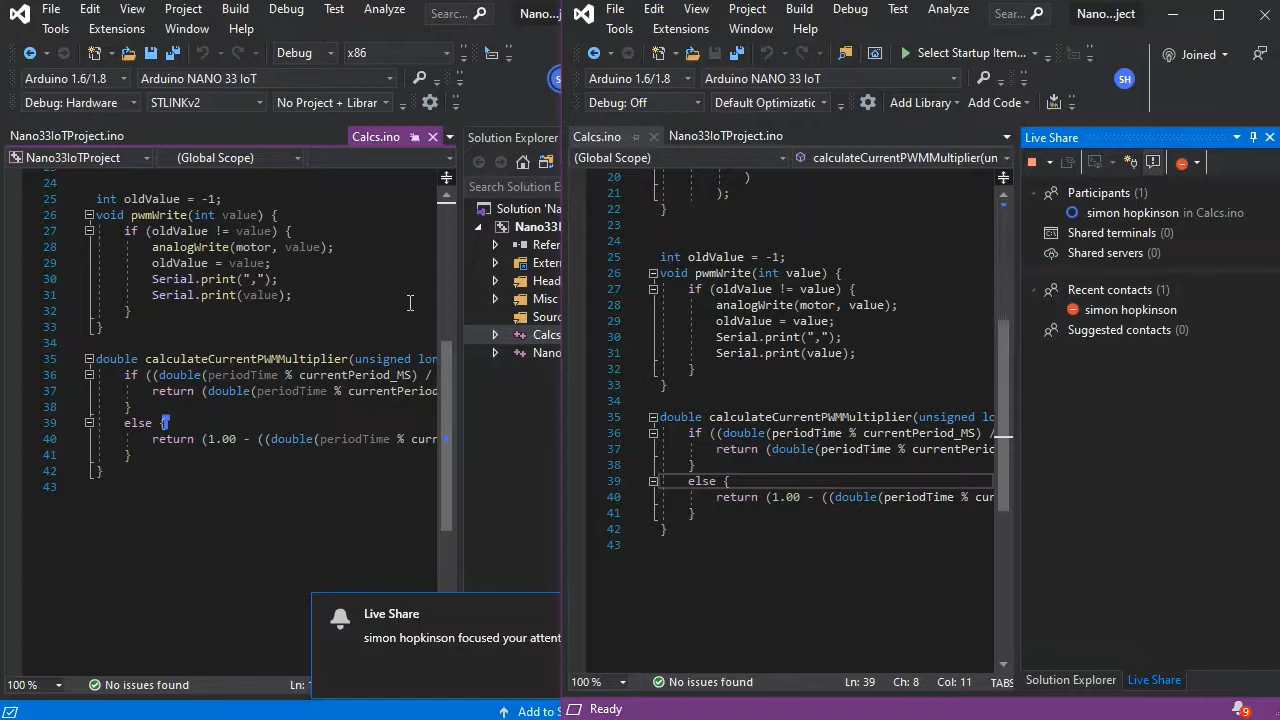 File Edit View Project Build Debug Test Analyze Searc... Nano...
Tools Extensions Window Help
Debug x86
Arduino 1.6/1.8 Arduino NANO 33 IoT
Debug: Hardware STLINKv2 No Project + Librar
Nano33IoTProject.ino Calcs.ino
Nano33IoTProject (Global Scope)
24
25 int oldValue = -1;
26 void pwmWrite(int value) {
27 if (oldValue != value) {
28 analogWrite(motor, value);
29 oldValue = value;
30 Serial.print(",");
31 Serial.print(value);
32 }
33 }
34
35 double calculateCurrentPWMMultiplier(unsigned lon
36 if ((double(periodTime % currentPeriod_MS) /
37 return (double(periodTime % currentPeriod
38 }
39 else {
40 return (1.00 - ((double(periodTime % curr
41 }
42 }
43
100 % No issues found Ln:
Solution Explorer
Search Solution E
Solution 'Na
Nano33I
Refer
Extern
Head
Misc
Sourc
Calcs
Nano
Live Share
simon hopkinson focused your attent
Add to S
File Edit View Project Build Debug Test Analyze Sear... Nano...ject
Tools Extensions Window Help
Select Startup Item... Joined
Arduino 1.6/1.8 Arduino NANO 33 IoT SH
Debug: Off Default Optimizatic Add Library Add Code
Calcs.ino Nano33IoTProject.ino
(Global Scope) calculateCurrentPWMMultiplier(un
20 )
21 );
22 }
23
24
25 int oldValue = -1;
26 void pwmWrite(int value) {
27 if (oldValue != value) {
28 analogWrite(motor, value);
29 oldValue = value;
30 Serial.print(",");
31 Serial.print(value);
32 }
33 }
34
35 double calculateCurrentPWMMultiplier(unsigned l
36 if ((double(periodTime % currentPeriod_MS) /
37 return (double(periodTime % currentPeric
38 }
39 else {
40 return (1.00 - ((double(periodTime % cur
41 }
42 }
43
100 % No issues found Ln: 39 Ch: 8 Col: 11 TABS
Live Share
Participants (1)
simon hopkinson in Calcs.ino
Shared terminals (0)
Shared servers (0)
Recent contacts (1)
simon hopkinson
Suggested contacts (0)
Solution Explorer Live Share
Ready 9